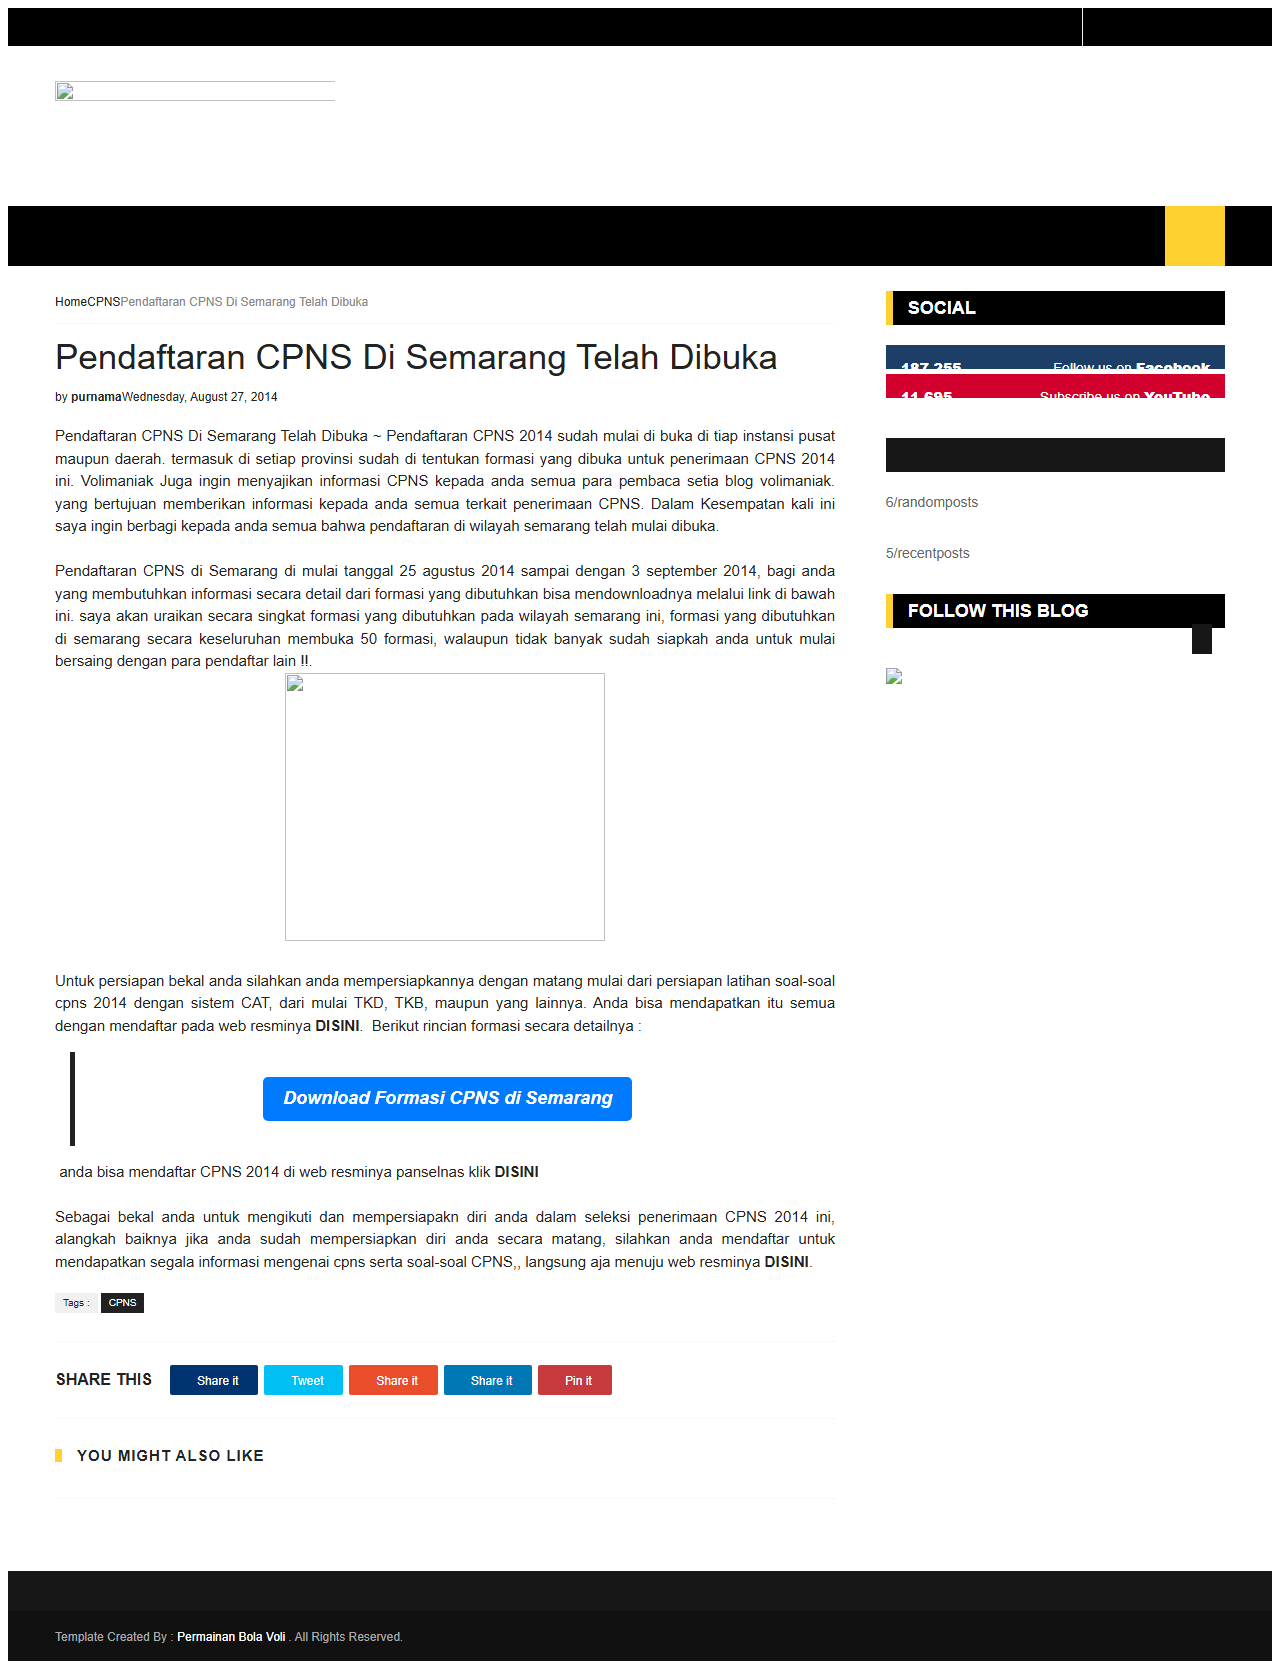 HomeCPNSPendaftaran CPNS Di Semarang Telah Dibuka
Pendaftaran CPNS Di Semarang Telah Dibuka
by purnamaWednesday, August 27, 2014
Pendaftaran CPNS Di Semarang Telah Dibuka ~ Pendaftaran CPNS 2014 sudah mulai di buka di tiap instansi pusat
maupun daerah. termasuk di setiap provinsi sudah di tentukan formasi yang dibuka untuk penerimaan CPNS 2014
ini. Volimaniak Juga ingin menyajikan informasi CPNS kepada anda semua para pembaca setia blog volimaniak.
yang bertujuan memberikan informasi kepada anda semua terkait penerimaan CPNS. Dalam Kesempatan kali ini
saya ingin berbagi kepada anda semua bahwa pendaftaran di wilayah semarang telah mulai dibuka.
Pendaftaran CPNS di Semarang di mulai tanggal 25 agustus 2014 sampai dengan 3 september 2014, bagi anda
yang membutuhkan informasi secara detail dari formasi yang dibutuhkan bisa mendownloadnya melalui link di bawah
ini. saya akan uraikan secara singkat formasi yang dibutuhkan pada wilayah semarang ini, formasi yang dibutuhkan
di semarang secara keseluruhan membuka 50 formasi, walaupun tidak banyak sudah siapkah anda untuk mulai
bersaing dengan para pendaftar lain !!.
Untuk persiapan bekal anda silahkan anda mempersiapkannya dengan matang mulai dari persiapan latihan soal-soal
cpns 2014 dengan sistem CAT, dari mulai TKD, TKB, maupun yang lainnya. Anda bisa mendapatkan itu semua
dengan mendaftar pada web resminya DISINI.  Berikut rincian formasi secara detailnya :
Download Formasi CPNS di Semarang
anda bisa mendaftar CPNS 2014 di web resminya panselnas klik DISINI
Sebagai bekal anda untuk mengikuti dan mempersiapakn diri anda dalam seleksi penerimaan CPNS 2014 ini,
alangkah baiknya jika anda sudah mempersiapkan diri anda secara matang, silahkan anda mendaftar untuk
mendapatkan segala informasi mengenai cpns serta soal-soal CPNS,, langsung aja menuju web resminya DISINI.
Tags : CPNS
SHARE THIS Share it Tweet Share it Share it Pin it
YOU MIGHT ALSO LIKE
SOCIAL
187,255 Follow us on Facebook
11,695 Subscribe us on YouTube
6/randomposts
5/recentposts
FOLLOW THIS BLOG
Template Created By : Permainan Bola Voli . All Rights Reserved.